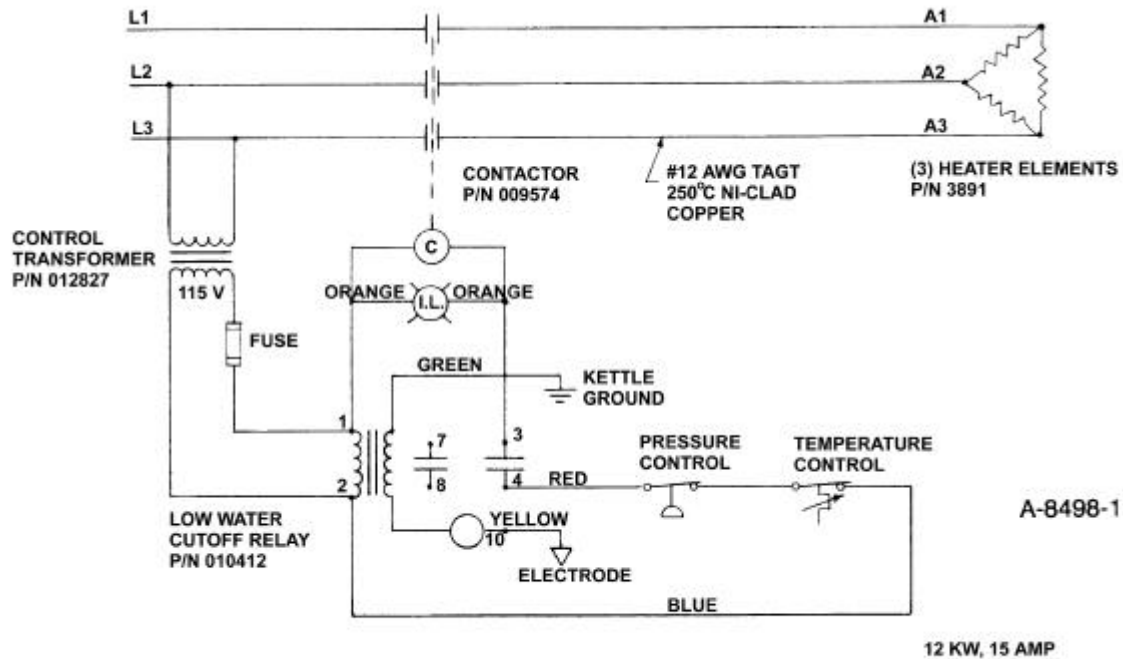 L1
A1
L2
A2
L3
A3
CONTACTOR
P/N 009574
#12 AWG TAGT
250°C NI-CLAD
COPPER
(3) HEATER ELEMENTS
P/N 3891
CONTROL
TRANSFORMER
P/N 012827
115 V
C
ORANGE
I.L.
ORANGE
FUSE
GREEN
KETTLE
GROUND
1
2
7
8
3
4
RED
PRESSURE
CONTROL
TEMPERATURE
CONTROL
A-8498-1
LOW WATER
CUTOFF RELAY
P/N 010412
YELLOW
10
ELECTRODE
BLUE
12 KW, 15 AMP